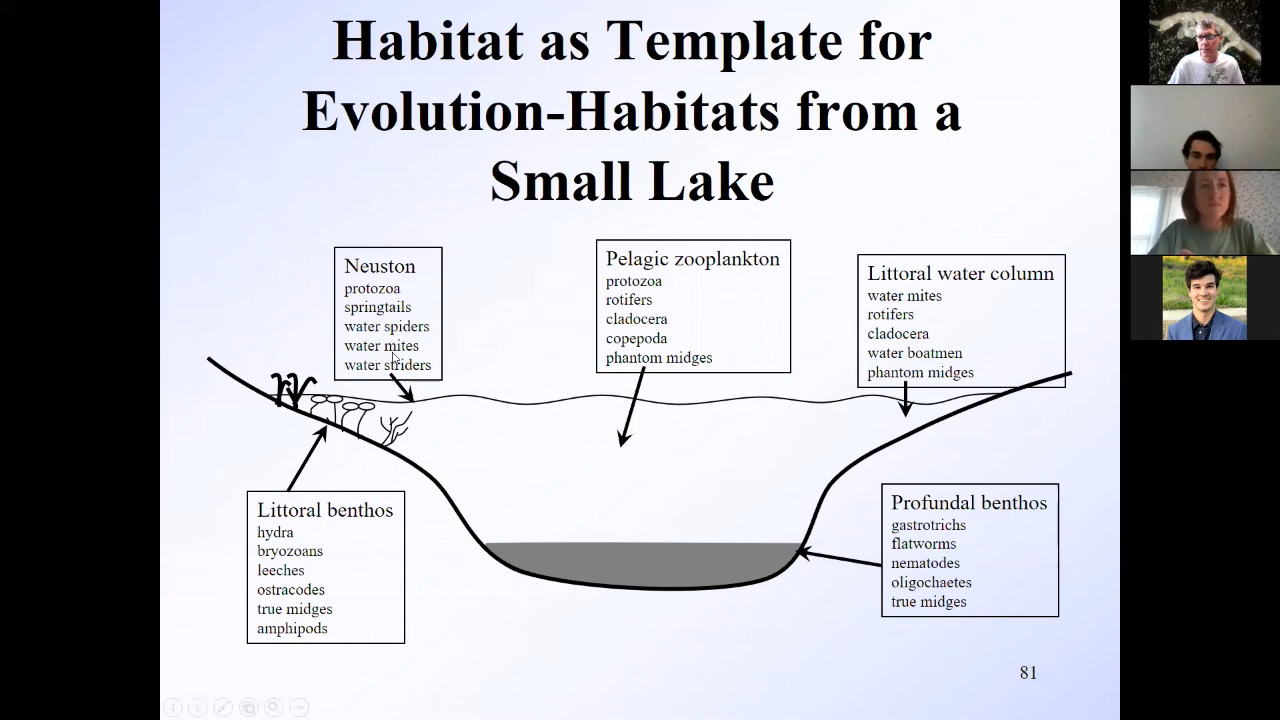 Habitat as Template for
Evolution-Habitats from a
Small Lake
Neuston
protozoa
springtails
water spiders
water mites
water striders
Pelagic zooplankton
protozoa
rotifers
cladocera
copepoda
phantom midges
Littoral water column
water mites
rotifers
cladocera
water boatmen
phantom midges
Littoral benthos
hydra
bryozoans
leeches
ostracodes
true midges
amphipods
Profundal benthos
gastrotrichs
flatworms
nematodes
oligochaetes
true midges
81